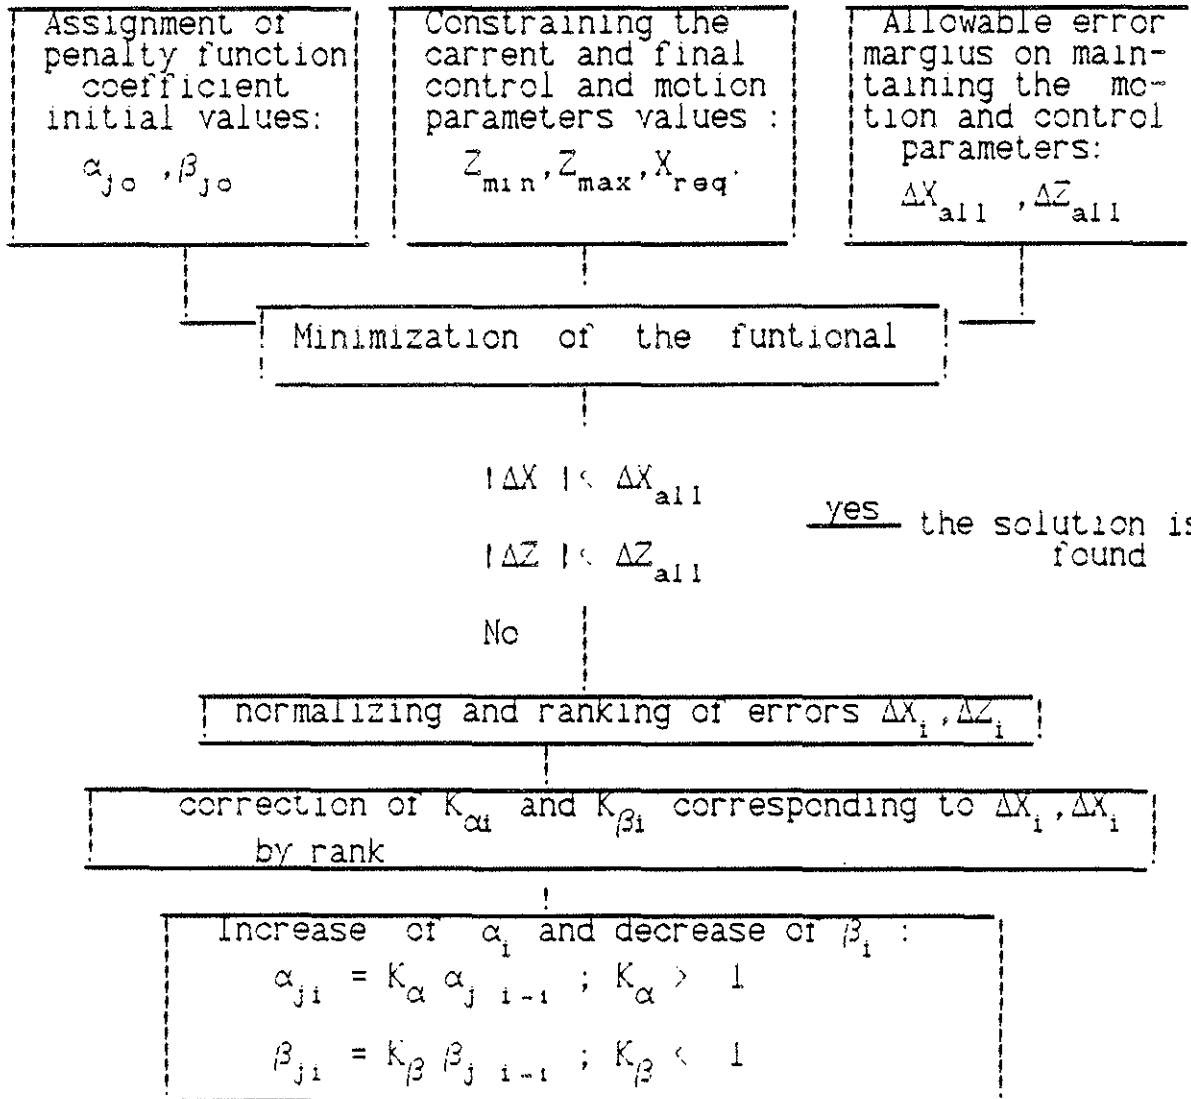 Assignment of
penalty function
coefficient
initial values:
α_jo , β_jo
Constraining the
carrent and final
control and motion
parameters values :
Z_min, Z_max, X_req.
Allowable error
margius on main-
taining the mo-
tion and control
parameters:
ΔX_all , ΔZ_all
Minimization of the funtional
|ΔX |< ΔX_all
|ΔZ |< ΔZ_all
yes the solution is
found
No
normalizing and ranking of errors ΔX_i, ΔZ_i
correction of K_αi and K_βi corresponding to ΔX_i, ΔX_i
by rank
Increase of α_i and decrease of β_i :
α_ji = K_α α_j i-1 ; K_α > 1
β_ji = K_β β_j i-1 ; K_β < 1